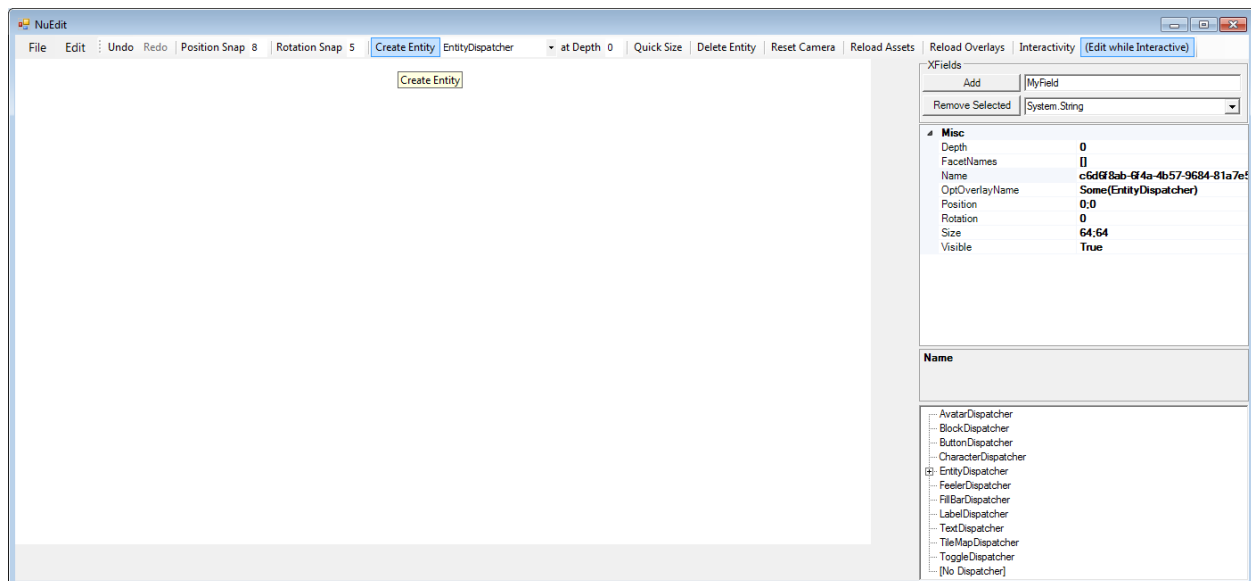 NuEdit
File Edit Undo Redo Position Snap 8 Rotation Snap 5 Create Entity EntityDispatcher at Depth 0 Quick Size Delete Entity Reset Camera Reload Assets Reload Overlays Interactivity (Edit while Interactive)
Create Entity
XFields
Add MyField
Remove Selected System.String
Misc
Depth 0
FacetNames []
Name c6d6f8ab-6f4a-4b57-9684-81a7e5
OptOverlayName Some(EntityDispatcher)
Position 0;0
Rotation 0
Size 64;64
Visible True
Name
AvatarDispatcher
BlockDispatcher
ButtonDispatcher
CharacterDispatcher
EntityDispatcher
FeelerDispatcher
FillBarDispatcher
LabelDispatcher
TextDispatcher
TileMapDispatcher
ToggleDispatcher
[No Dispatcher]